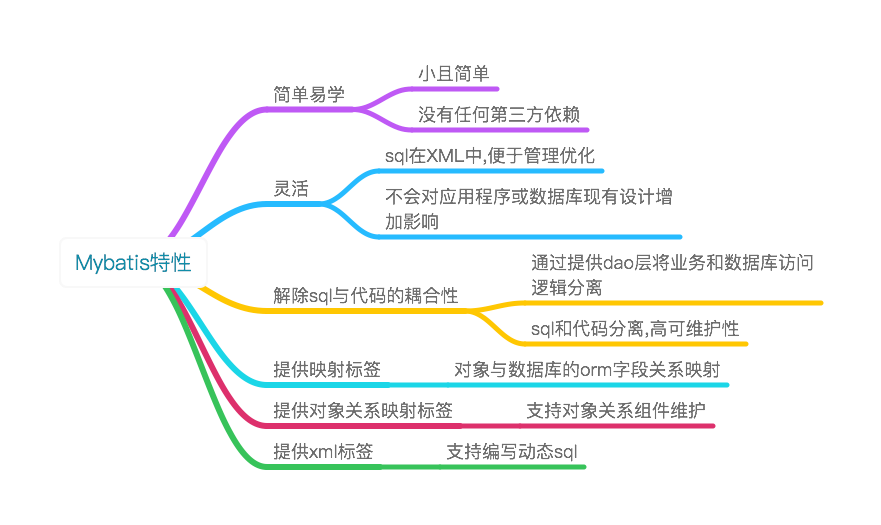 小且简单
简单易学
没有任何第三方依赖
sql在XML中,便于管理优化
灵活
不会对应用程序或数据库现有设计增
加影响
Mybatis特性
通过提供dao层将业务和数据库访问
逻辑分离
解除sql与代码的耦合性
sql和代码分离,高可维护性
提供映射标签
对象与数据库的orm字段关系映射
提供对象关系映射标签
支持对象关系组件维护
提供xml标签
支持编写动态sql